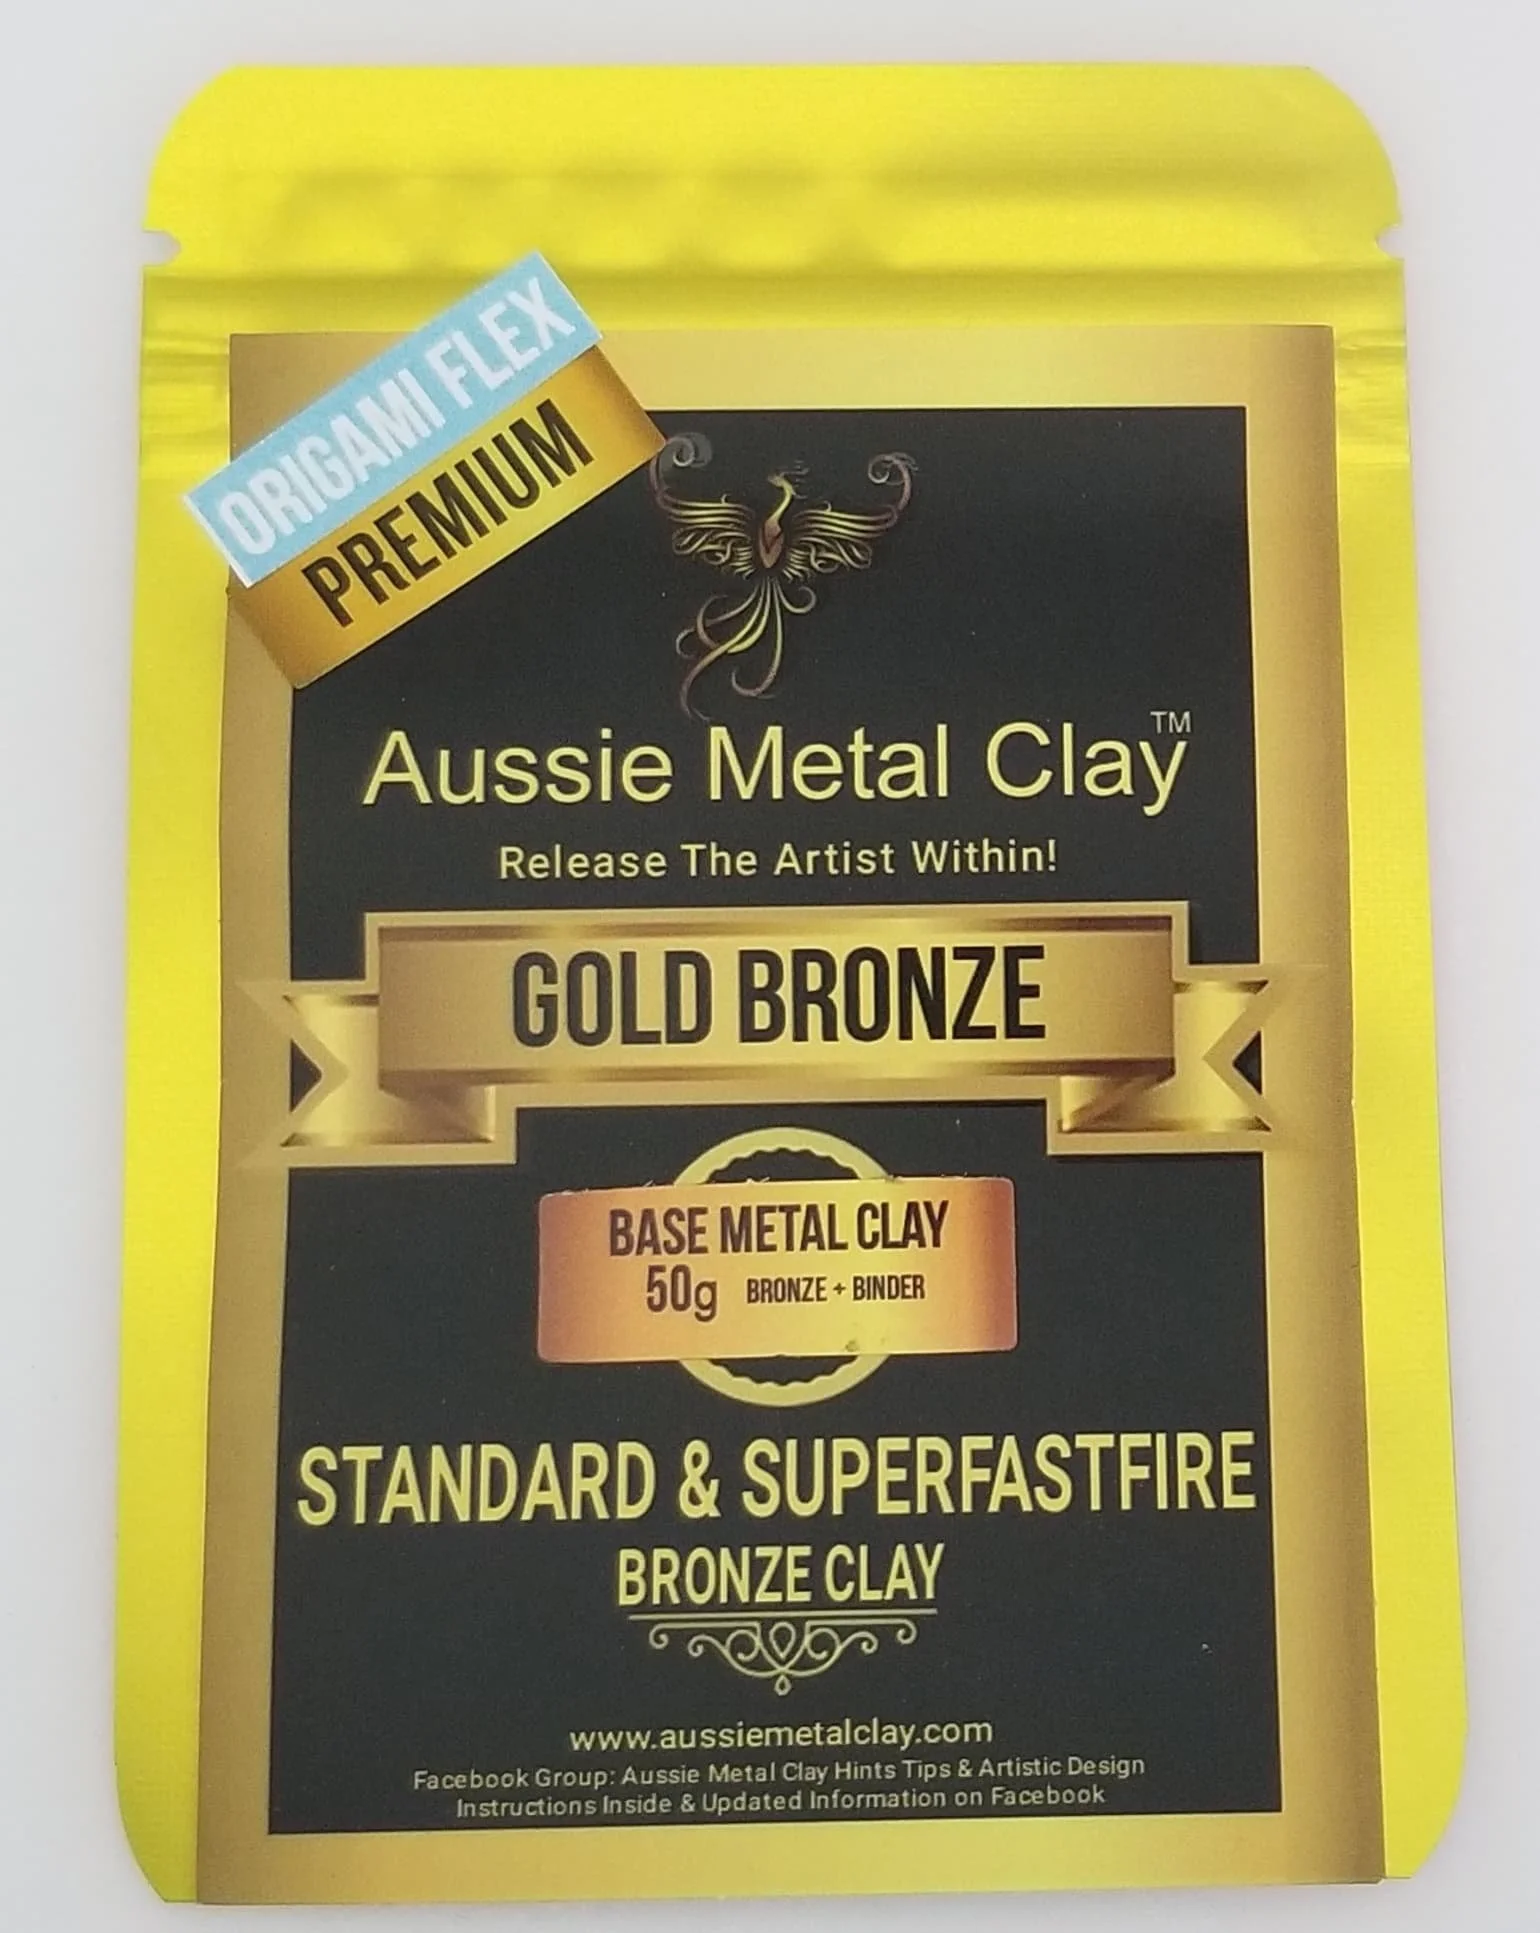 ORIGAMI FLEX
PREMIUM
Aussie Metal Clay™
Release The Artist Within!
GOLD BRONZE
BASE METAL CLAY
50g BRONZE + BINDER
STANDARD & SUPERFASTFIRE
BRONZE CLAY
www.aussiemetalclay.com
Facebook Group: Aussie Metal Clay Hints Tips & Artistic Design
Instructions Inside & Updated Information on Facebook